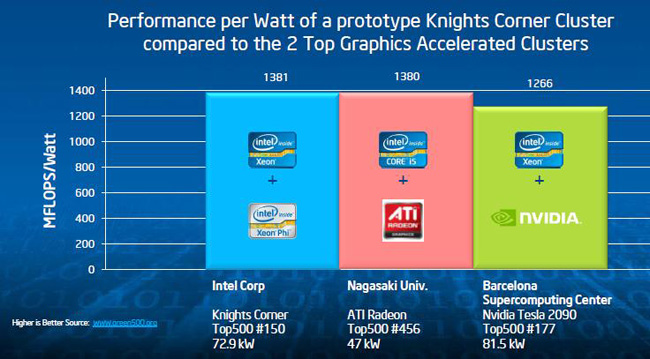 Performance per Watt of a prototype Knights Corner Cluster
compared to the 2 Top Graphics Accelerated Clusters
1381
1380
1266
MFLOPS/Watt
1400
1200
1000
800
600
400
200
0
intel inside
Xeon
+
intel inside
Xeon Phi
intel inside
CORE i5
+
ATI
RADEON
GRAPHICS
intel inside
Xeon
+
NVIDIA.
Intel Corp
Knights Corner
Top500 #150
72.9 kW
Nagasaki Univ.
ATI Radeon
Top500 #456
47 kW
Barcelona
Supercomputing Center
Nvidia Tesla 2090
Top500 #177
81.5 kW
Higher is Better Source: www.green500.org